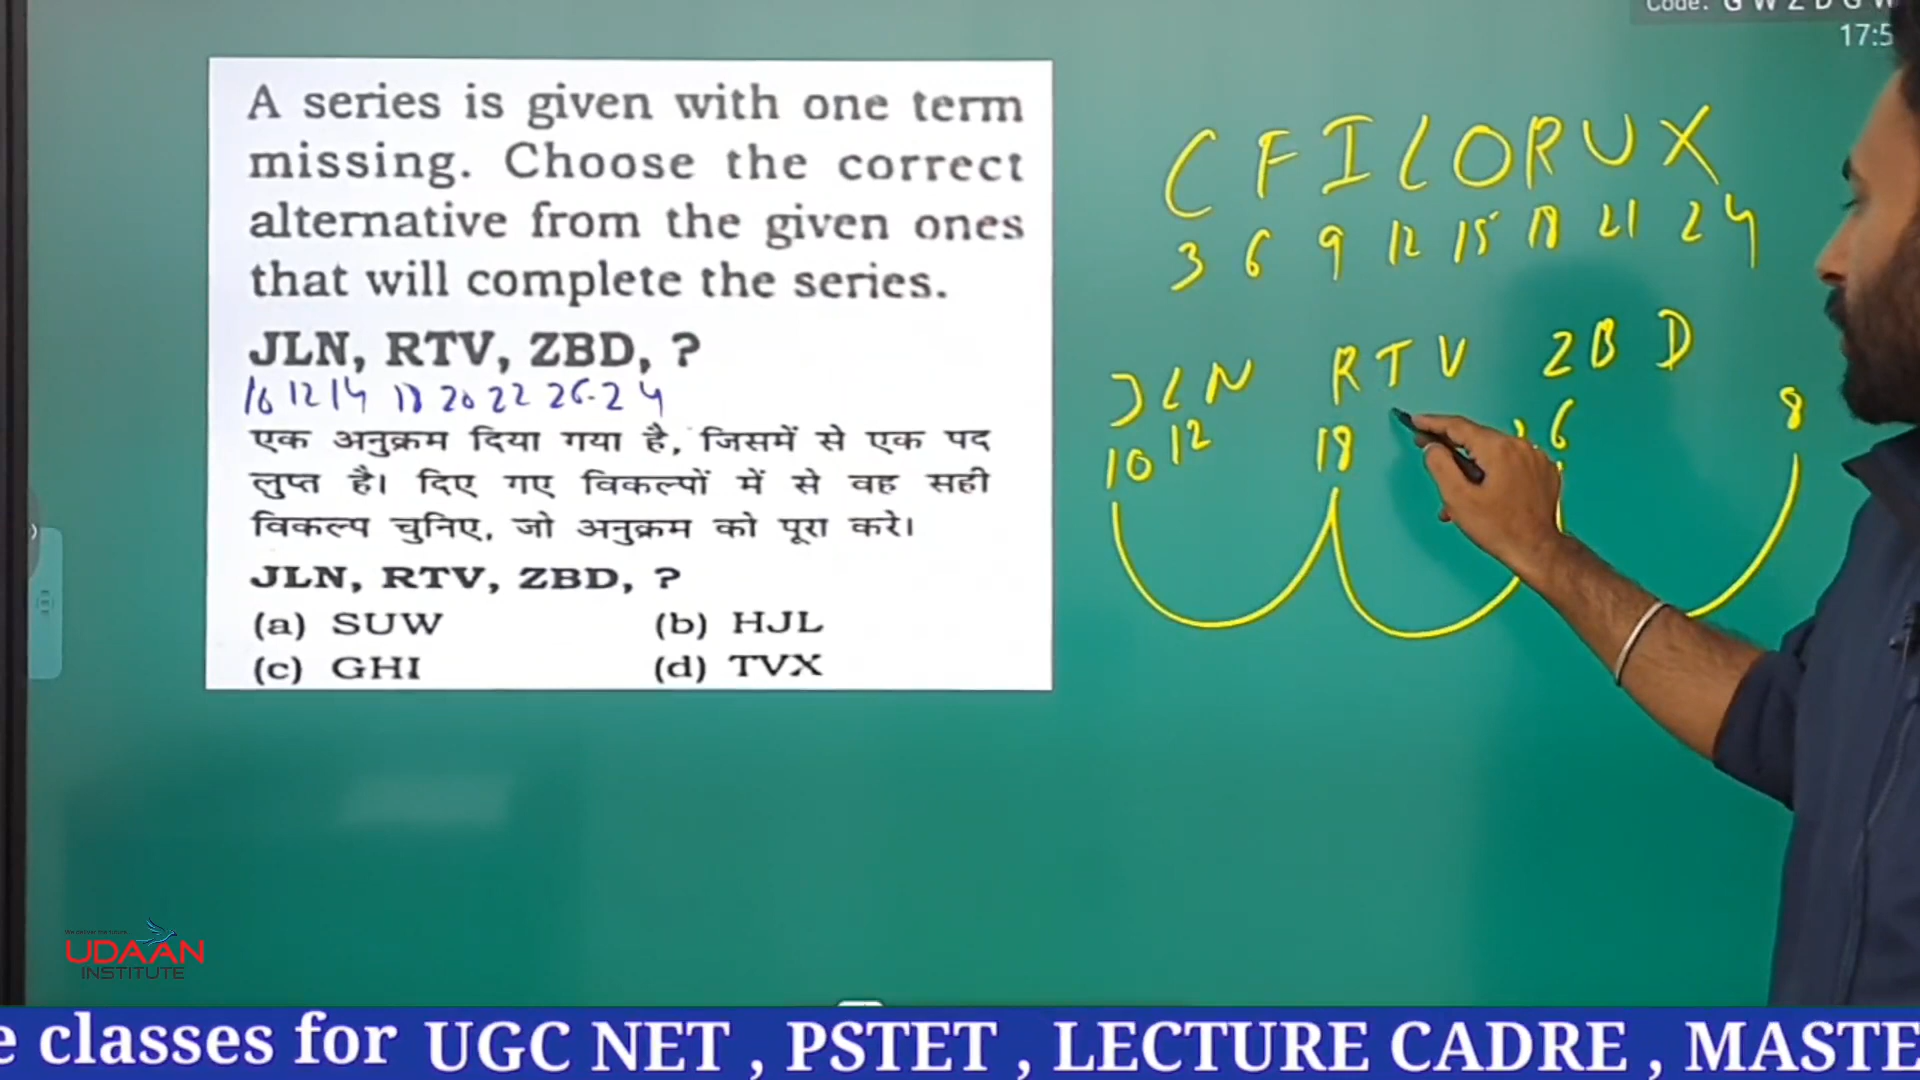 Code: G W Z D G W
17:5
A series is given with one term
missing. Choose the correct
alternative from the given ones
that will complete the series.
JLN, RTV, ZBD, ?
10 12 14 18 20 22 26 2 4
एक अनुक्रम दिया गया है, जिसमें से एक पद
लुप्त है। दिए गए विकल्पों में से वह सही
विकल्प चुनिए, जो अनुक्रम को पूरा करे।
JLN, RTV, ZBD, ?
(a) SUW (b) HJL
(c) GHI (d) TVX
C F I L O R U X
3 6 9 12 15 18 21 24
J L N R T V Z B D
10 12 18 6 8
UDAAN
INSTITUTE
e classes for UGC NET , PSTET , LECTURE CADRE , MASTE